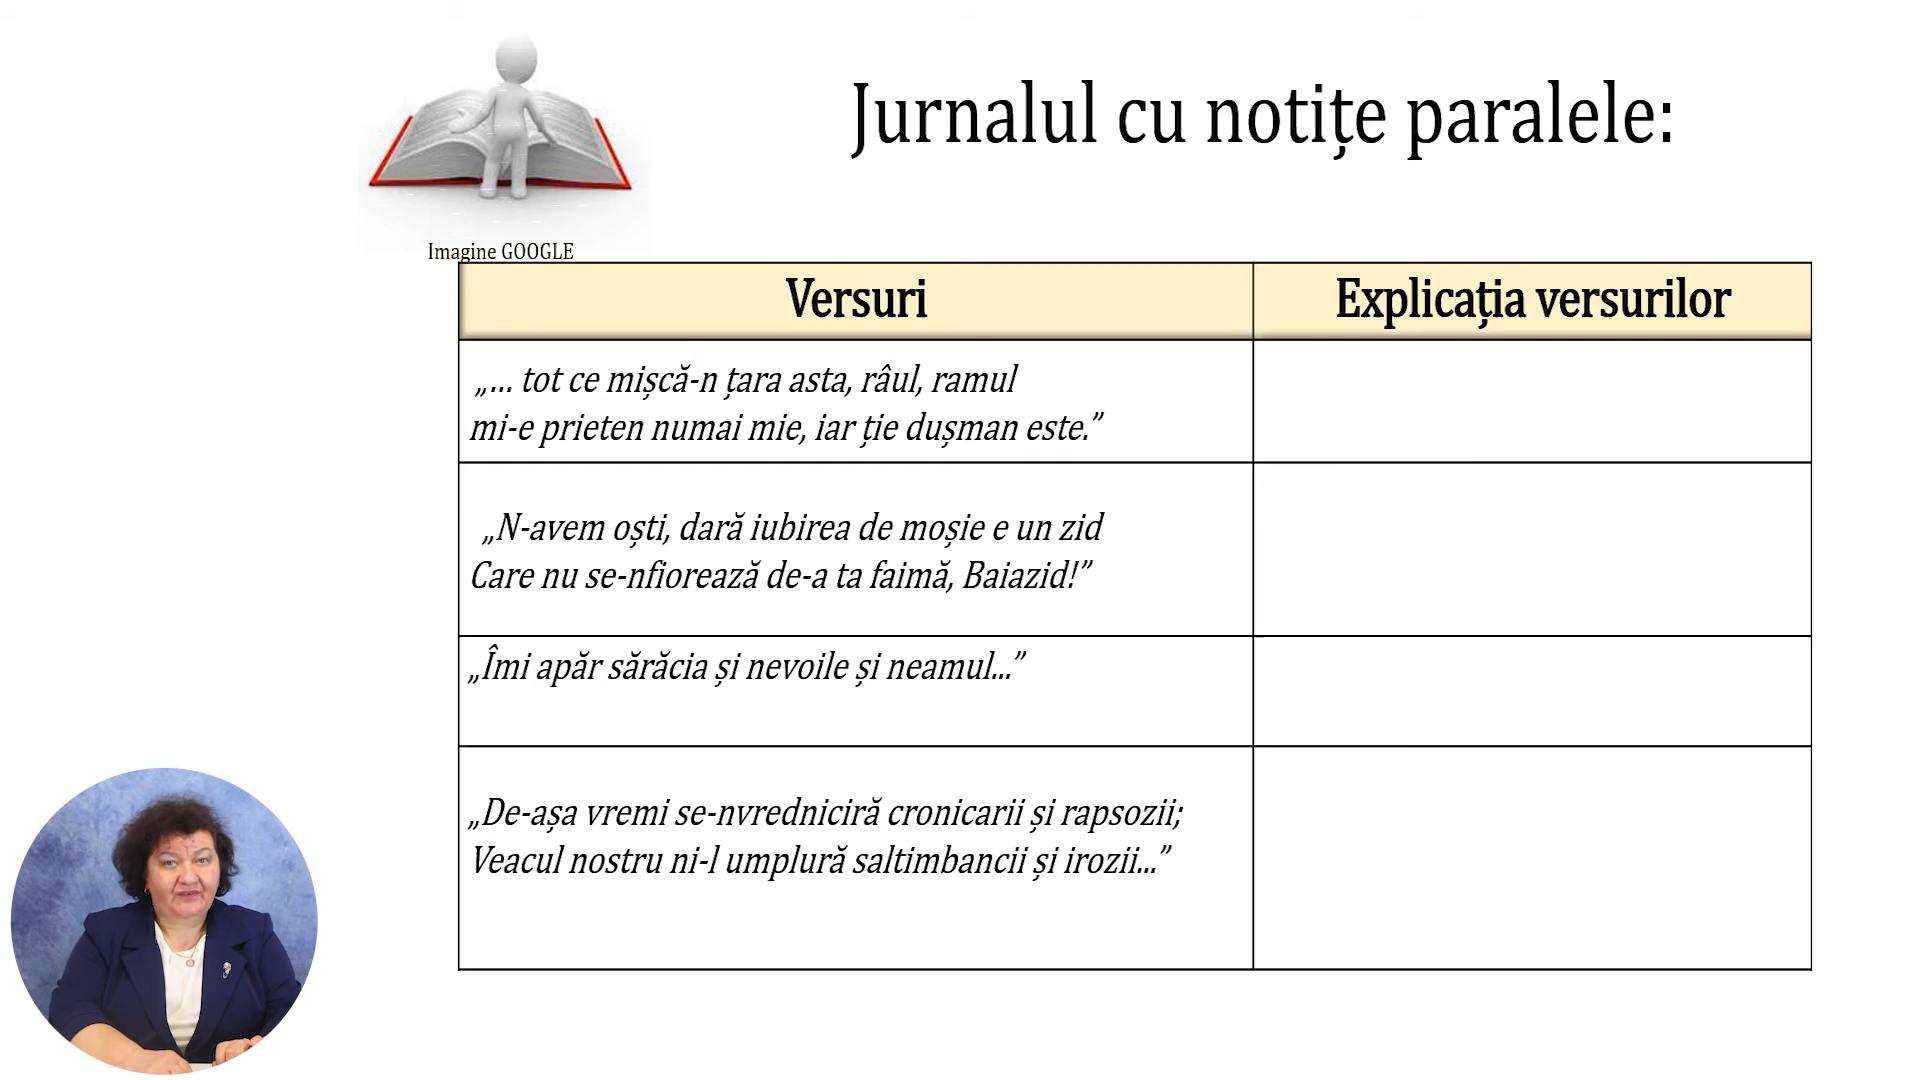 Jurnalul cu notițe paralele:
Imagine GOOGLE
Versuri
Explicația versurilor
„... tot ce mișcă-n țara asta, râul, ramul
mi-e prieten numai mie, iar ție dușman este.”
„N-avem oști, dară iubirea de moșie e un zid
Care nu se-nfiorează de-a ta faimă, Baiazid!”
„Îmi apăr sărăcia și nevoile și neamul...”
„De-așa vremi se-nvredniciră cronicarii și rapsozii;
Veacul nostru ni-l umplură saltimbancii și irozii...”